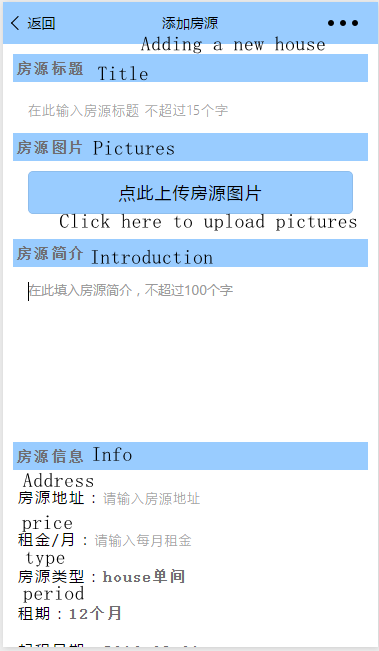 返回 添加房源
Adding a new house
房源标题 Title
在此输入房源标题 不超过15个字
房源图片 Pictures
点此上传房源图片
Click here to upload pictures
房源简介 Introduction
在此填入房源简介，不超过100个字
房源信息 Info
Address
房源地址：请输入房源地址
price
租金/月：请输入每月租金
type
房源类型：house单间
period
租期：12个月